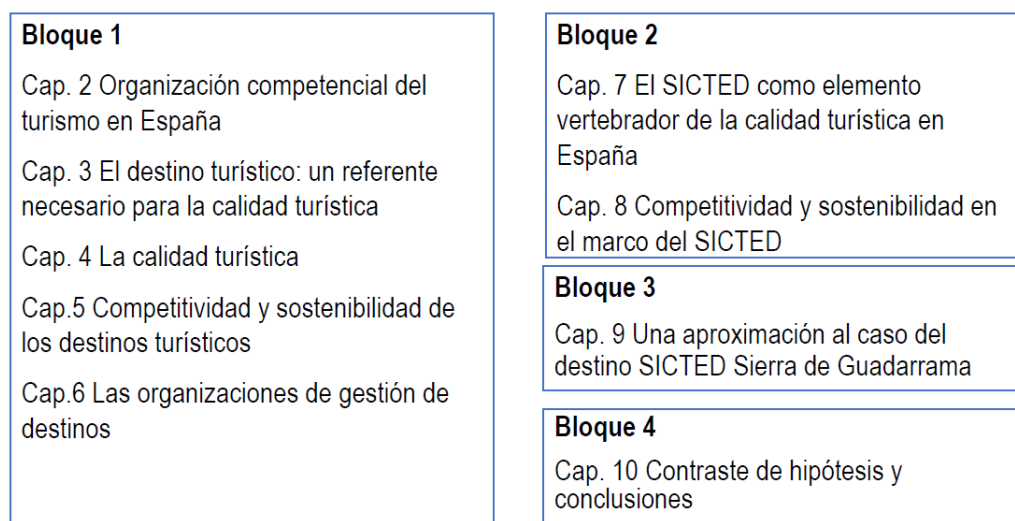 Bloque 1
Cap. 2 Organización competencial del
turismo en España
Cap. 3 El destino turístico: un referente
necesario para la calidad turística
Cap. 4 La calidad turística
Cap.5 Competitividad y sostenibilidad de
los destinos turísticos
Cap.6 Las organizaciones de gestión de
destinos
Bloque 2
Cap. 7 El SICTED como elemento
vertebrador de la calidad turística en
España
Cap. 8 Competitividad y sostenibilidad en
el marco del SICTED
Bloque 3
Cap. 9 Una aproximación al caso del
destino SICTED Sierra de Guadarrama
Bloque 4
Cap. 10 Contraste de hipótesis y
conclusiones